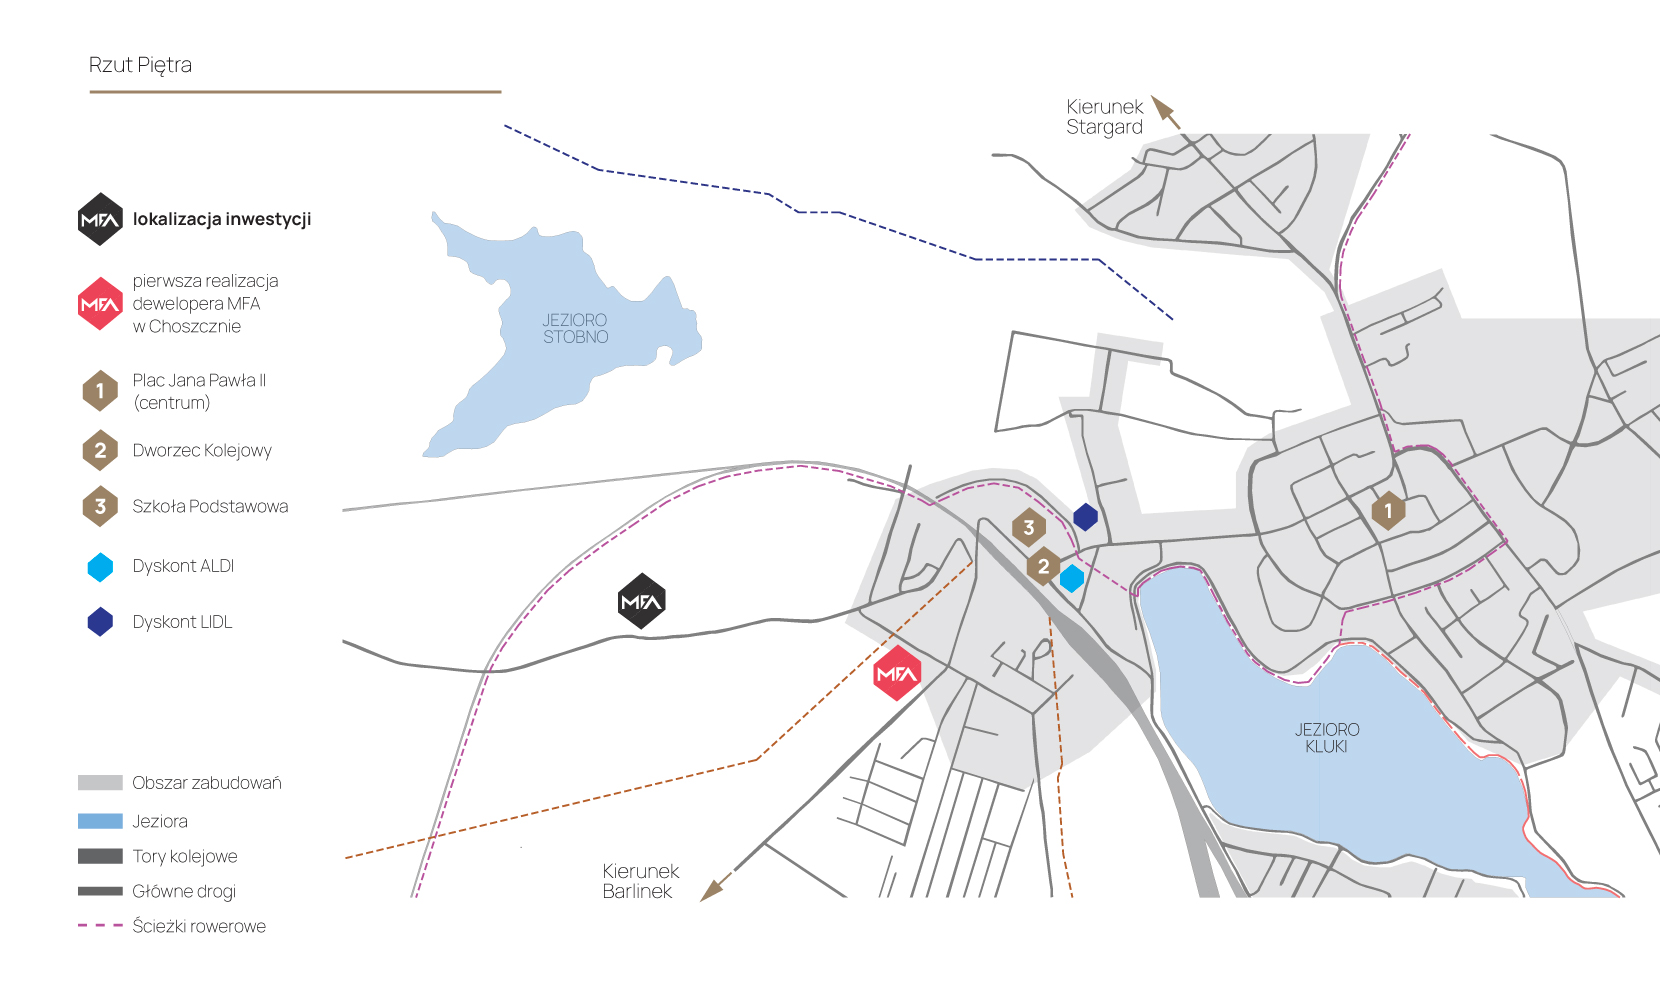 Rzut Piętra
MFA
lokalizacja inwestycji
MFA
pierwsza realizacja
dewelopera MFA
w Choszcznie
1
Plac Jana Pawła II
(centrum)
2
Dworzec Kolejowy
3
Szkoła Podstawowa
Dyskont ALDI
Dyskont LIDL
Obszar zabudowań
Jeziora
Tory kolejowe
Główne drogi
Ścieżki rowerowe
Kierunek
Stargard
JEZIORO
STOBNO
3
1
2
MFA
MFA
JEZIORO
KLUKI
Kierunek
Barlinek